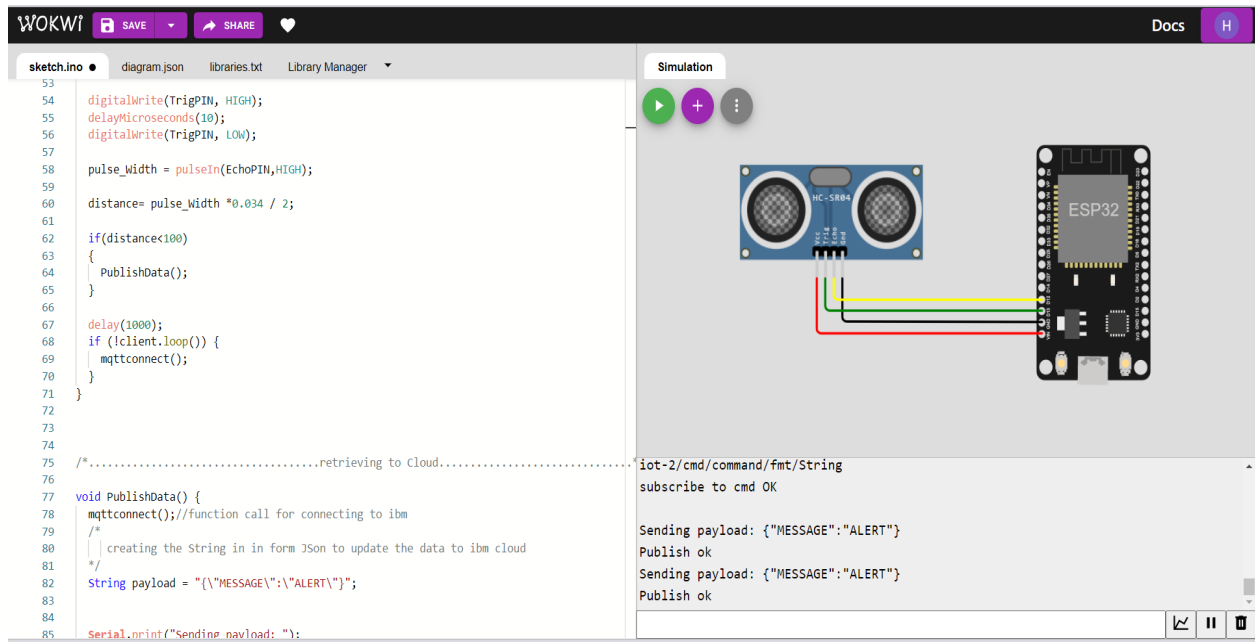 WOKWI SAVE SHARE Docs H
sketch.ino ● diagram.json libraries.txt Library Manager
Simulation
53
54 digitalWrite(TrigPIN, HIGH);
55 delayMicroseconds(10);
56 digitalWrite(TrigPIN, LOW);
57
58 pulse_Width = pulseIn(EchoPIN,HIGH);
59
60 distance= pulse_Width *0.034 / 2;
61
62 if(distance<100)
63 {
64 PublishData();
65 }
66
67 delay(1000);
68 if (!client.loop()) {
69 mqttconnect();
70 }
71 }
72
73
74
75 /*.....................................retrieving to Cloud...............................*
76
77 void PublishData() {
78 mqttconnect();//function call for connecting to ibm
79 /*
80 creating the String in in form JSon to update the data to ibm cloud
81 */
82 String payload = "{\"MESSAGE\":\"ALERT\"}";
83
84
85 Serial.print("Sending payload: ");
HC-SR04
Vcc
Trig
Echo
Gnd
ESP32
iot-2/cmd/command/fmt/String
subscribe to cmd OK
Sending payload: {"MESSAGE":"ALERT"}
Publish ok
Sending payload: {"MESSAGE":"ALERT"}
Publish ok